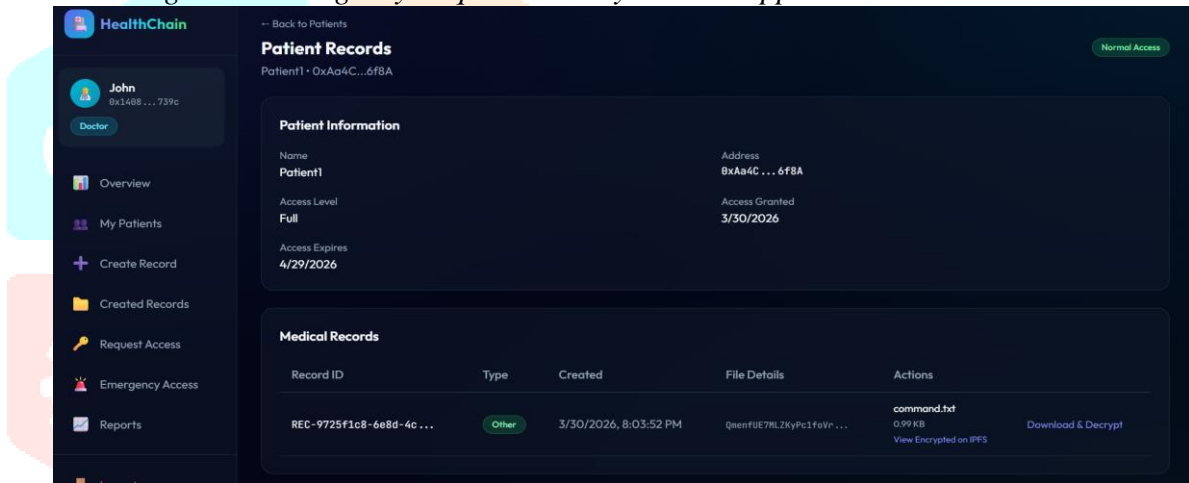 HealthChain
John
0x1408...739c
Doctor
Overview
My Patients
Create Record
Created Records
Request Access
Emergency Access
Reports
← Back to Patients
Patient Records
Normal Access
Patient1 • 0xAa4C...6f8A
Patient Information
Name
Patient1
Address
0xAa4C...6f8A
Access Level
Full
Access Granted
3/30/2026
Access Expires
4/29/2026
Medical Records
Record ID Type Created File Details Actions
REC-9725f1c8-6e8d-4c... Other 3/30/2026, 8:03:52 PM QmenfUE7MLZKyPc1foVr... command.txt
0.99 KB
View Encrypted on IPFS
Download & Decrypt